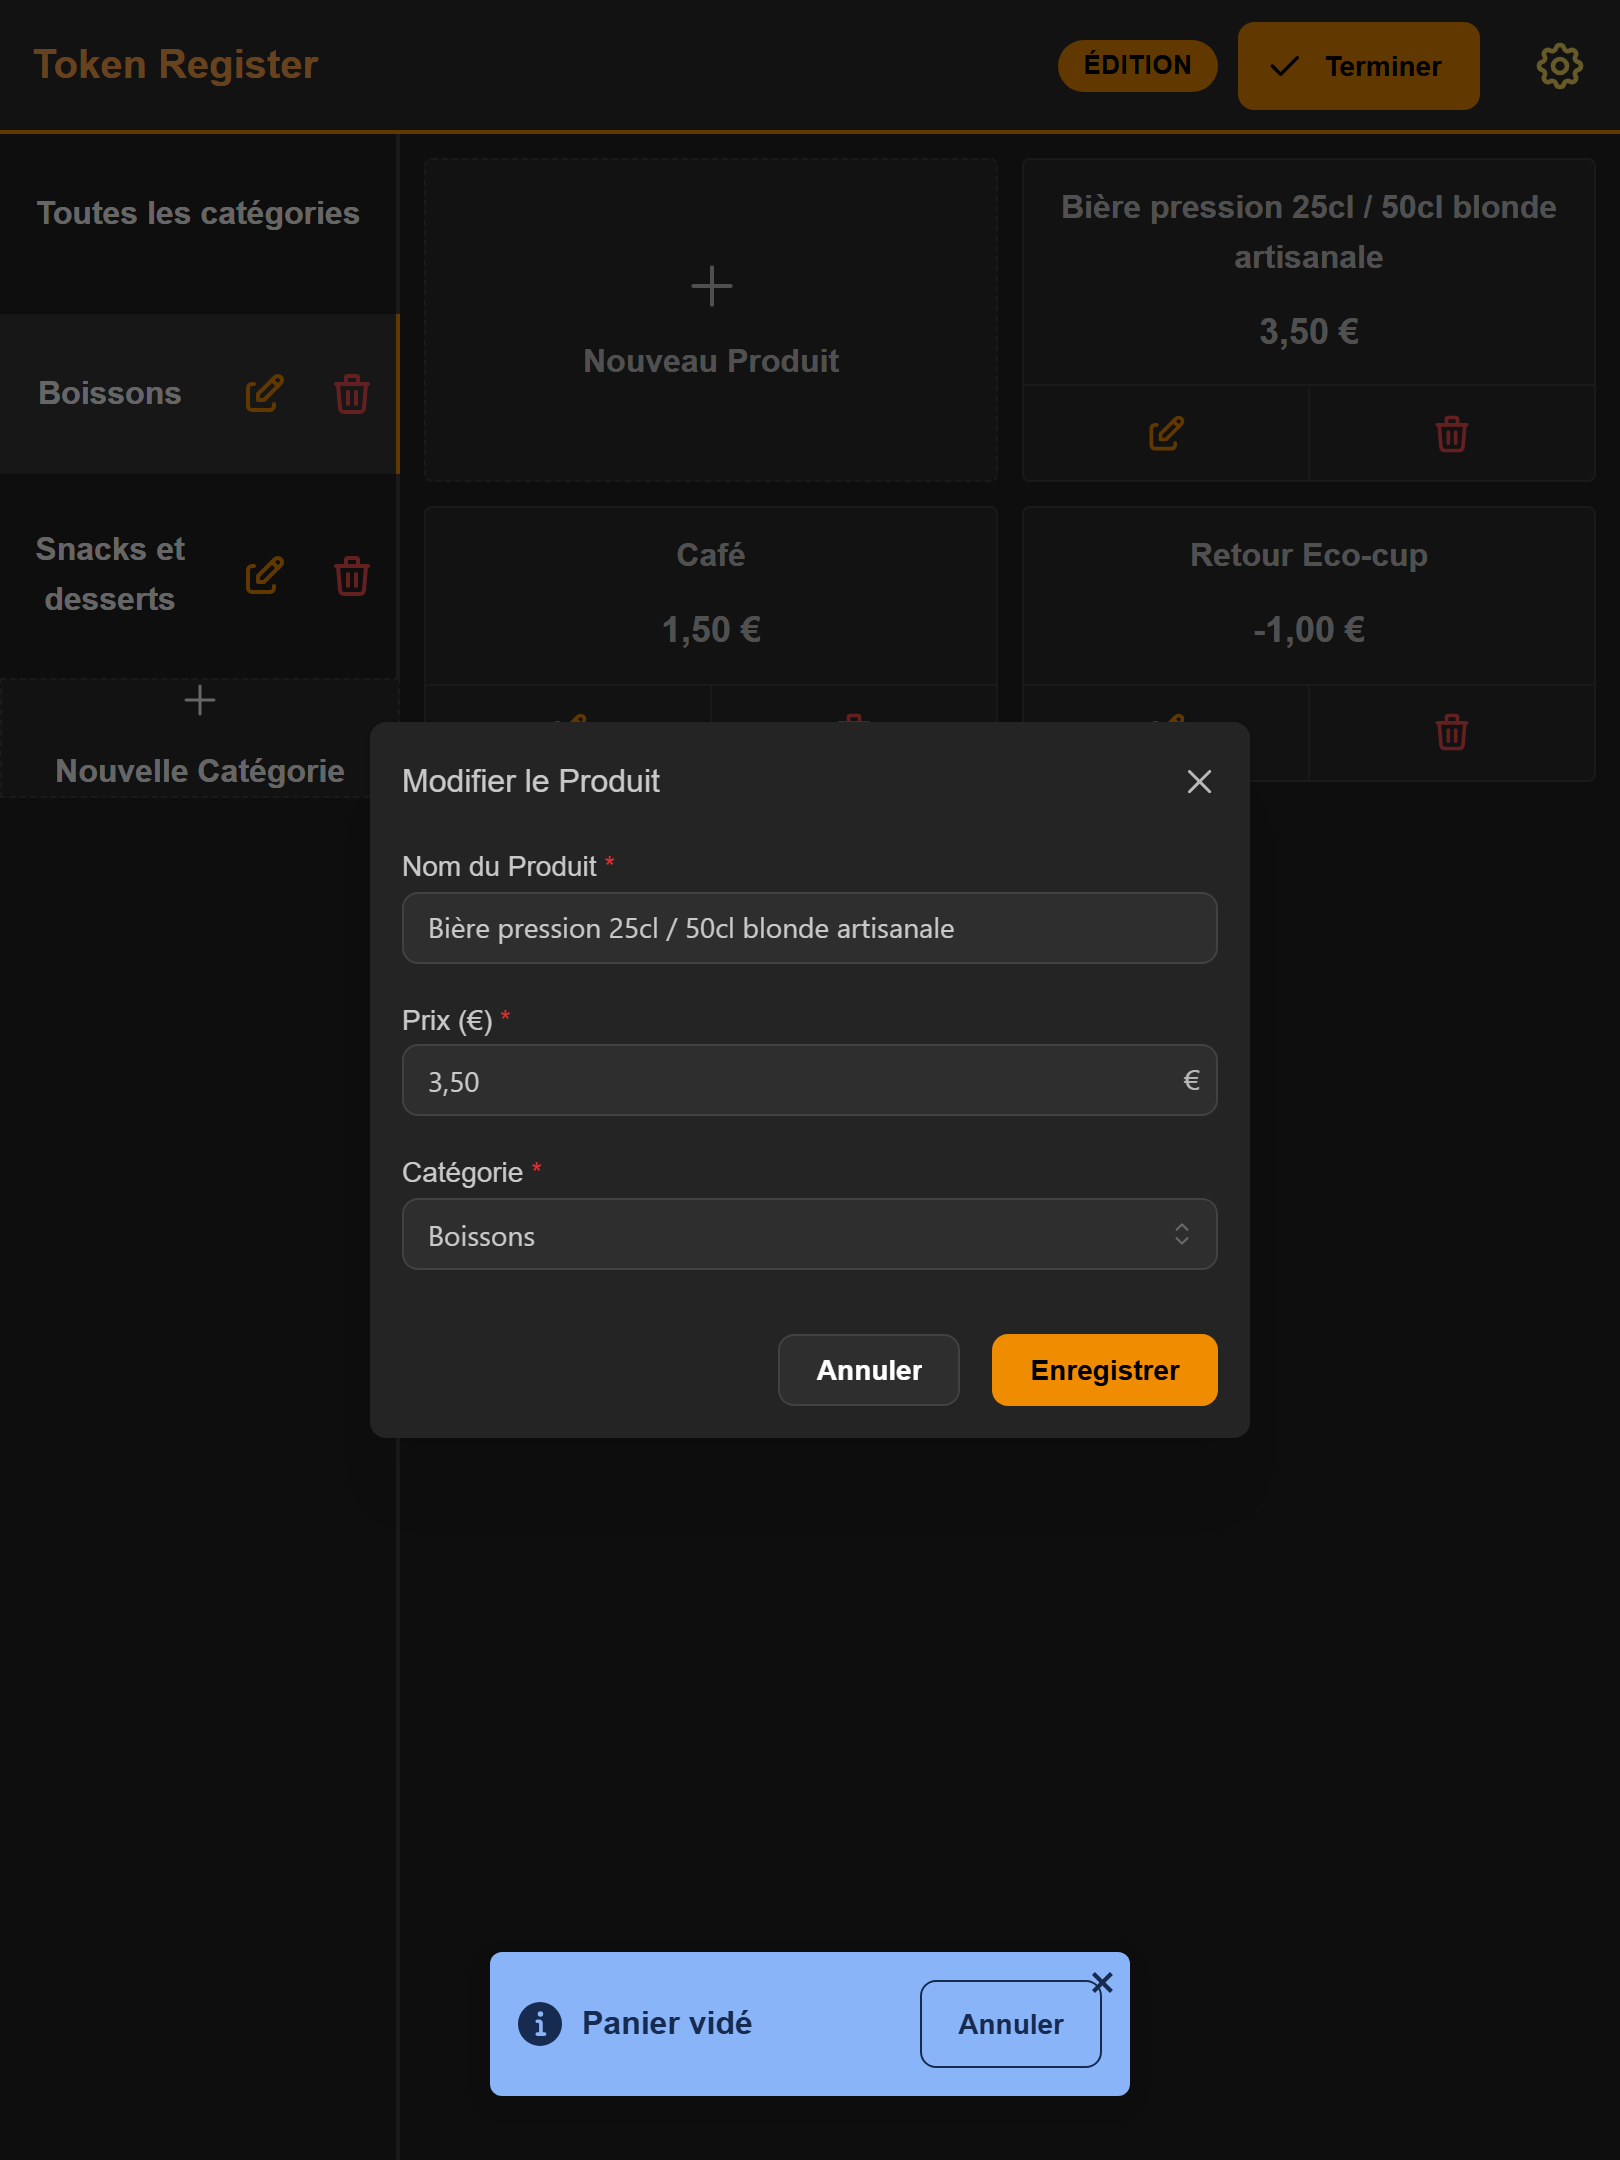 Token Register
ÉDITION
Terminer
Toutes les catégories
Boissons
Snacks et
desserts
Nouvelle Catégorie
Nouveau Produit
Bière pression 25cl / 50cl blonde
artisanale
3,50 €
Café
1,50 €
Retour Eco-cup
-1,00 €
Modifier le Produit
Nom du Produit *
Bière pression 25cl / 50cl blonde artisanale
Prix (€) *
3,50 €
Catégorie *
Boissons
Annuler
Enregistrer
Panier vidé
Annuler